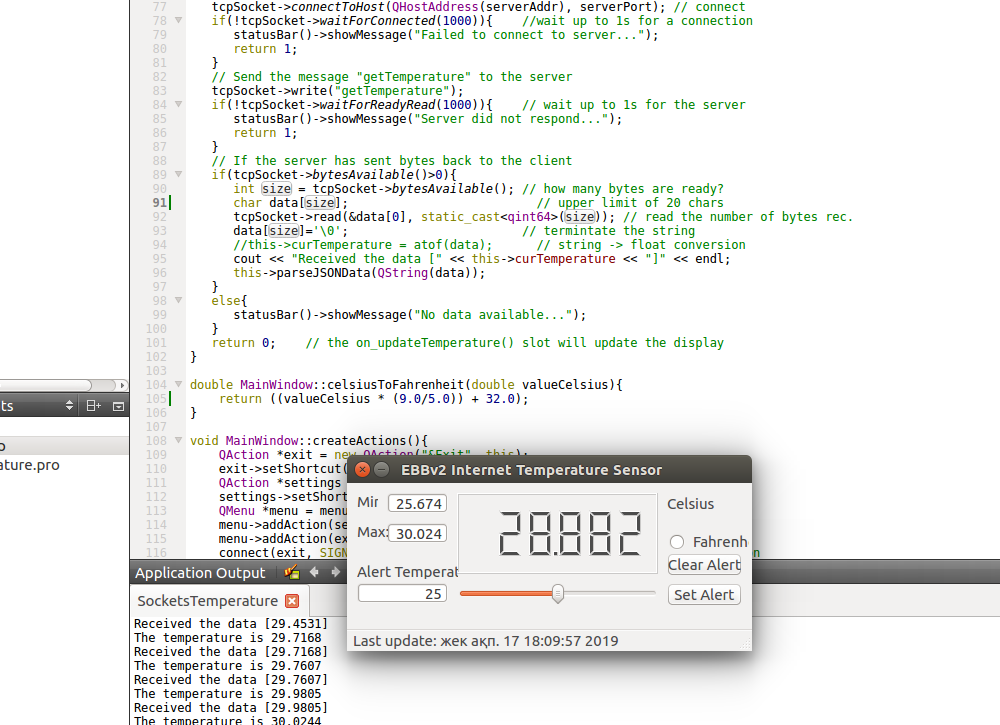 77 tcpSocket->connectToHost(QHostAddress(serverAddr), serverPort); // connect
78 if(!tcpSocket->waitForConnected(1000)){ //wait up to 1s for a connection
79 statusBar()->showMessage("Failed to connect to server...");
80 return 1;
81 }
82 // Send the message "getTemperature" to the server
83 tcpSocket->write("getTemperature");
84 if(!tcpSocket->waitForReadyRead(1000)){ // wait up to 1s for the server
85 statusBar()->showMessage("Server did not respond...");
86 return 1;
87 }
88 // If the server has sent bytes back to the client
89 if(tcpSocket->bytesAvailable()>0){
90 int size = tcpSocket->bytesAvailable(); // how many bytes are ready?
91 char data[size]; // upper limit of 20 chars
92 tcpSocket->read(&data[0], static_cast<qint64>(size)); // read the number of bytes rec.
93 data[size]='\0'; // termintate the string
94 //this->curTemperature = atof(data); // string -> float conversion
95 cout << "Received the data [" << this->curTemperature << "]" << endl;
96 this->parseJSONData(QString(data));
97 }
98 else{
99 statusBar()->showMessage("No data available...");
100 }
101 return 0; // the on_updateTemperature() slot will update the display
102 }
103
104 double MainWindow::celsiusToFahrenheit(double valueCelsius){
105 return ((valueCelsius * (9.0/5.0)) + 32.0);
106 }
107
108 void MainWindow::createActions(){
109 QAction *exit = new QAction("&Exit", this);
110 exit->setShortcut(
111 QAction *settings
112 settings->setShort
113 QMenu *menu = menu
114 menu->addAction(se
115 menu->addAction(ex
116 connect(exit, SIGN
ts
o
ature.pro
EBBv2 Internet Temperature Sensor
Mir 25.674
Max: 30.024
28.882
Celsius
Fahrenh
Alert Temperat
Clear Alert
25
Set Alert
Last update: жек ақп. 17 18:09:57 2019
Application Output
SocketsTemperature
Received the data [29.4531]
The temperature is 29.7168
Received the data [29.7168]
The temperature is 29.7607
Received the data [29.7607]
The temperature is 29.9805
Received the data [29.9805]
The temperature is 30.0244